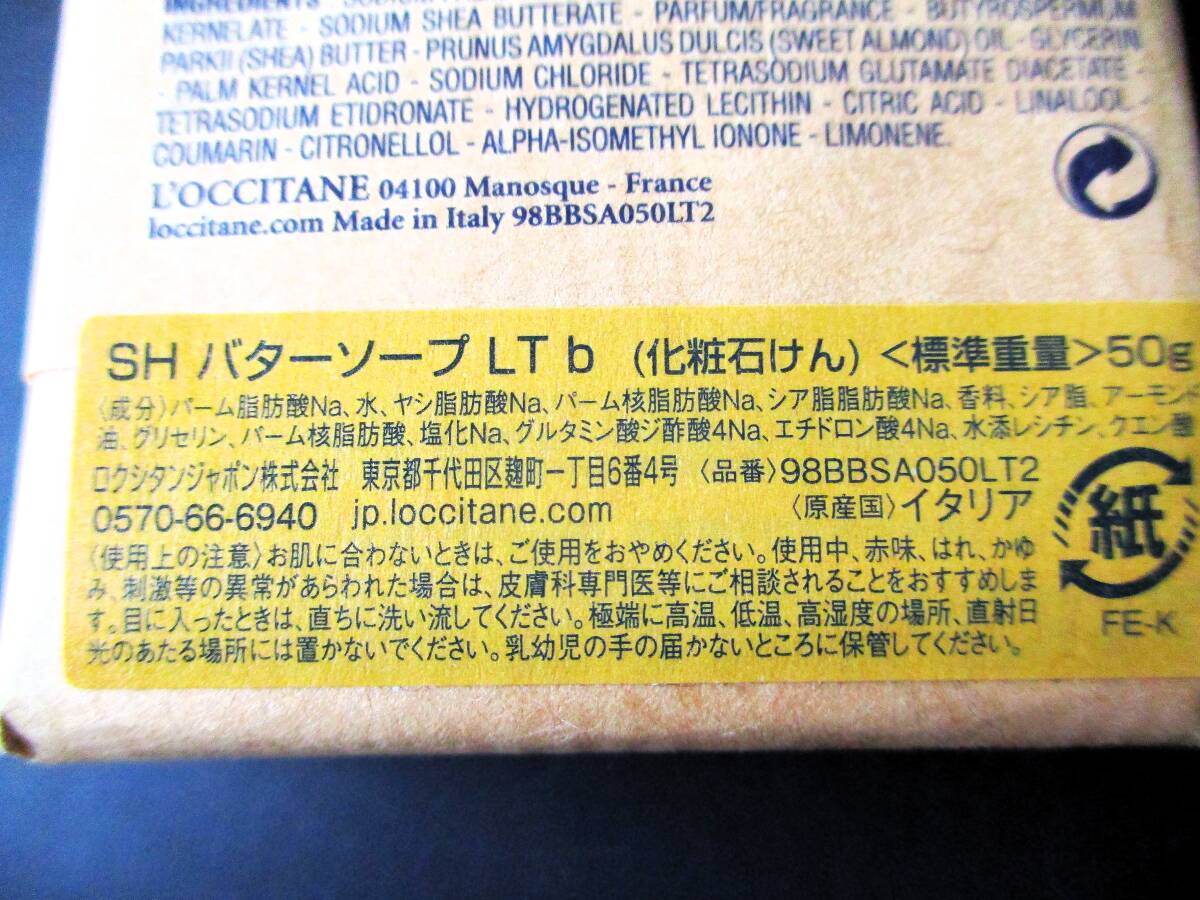 INGREDIENTS - SODIUM
KERNELATE - SODIUM SHEA BUTTERATE - PARFUM/FRAGRANCE - BUTYROSPERMUM
PARKII (SHEA) BUTTER - PRUNUS AMYGDALUS DULCIS (SWEET ALMOND) OIL - GLYCERIN
- PALM KERNEL ACID - SODIUM CHLORIDE - TETRASODIUM GLUTAMATE DIACETATE -
TETRASODIUM ETIDRONATE - HYDROGENATED LECITHIN - CITRIC ACID - LINALOOL -
COUMARIN - CITRONELLOL - ALPHA-ISOMETHYL IONONE - LIMONENE.
L'OCCITANE 04100 Manosque - France
loccitane.com Made in Italy 98BBSA050LT2
SH バターソープ LT b (化粧石けん) <標準重量>50g
〈成分〉パーム脂肪酸Na、水、ヤシ脂肪酸Na、パーム核脂肪酸Na、シア脂脂肪酸Na、香料、シア脂、アーモンド
油、グリセリン、パーム核脂肪酸、塩化Na、グルタミン酸ジ酢酸4Na、エチドロン酸4Na、水添レシチン、クエン酸
ロクシタンジャポン株式会社 東京都千代田区麹町一丁目6番4号 〈品番〉98BBSA050LT2
0570-66-6940 jp.loccitane.com 〈原産国〉イタリア
〈使用上の注意〉お肌に合わないときは、ご使用をおやめください。使用中、赤味、はれ、かゆ
み、刺激等の異常があらわれた場合は、皮膚科専門医等にご相談されることをおすすめしま
す。目に入ったときは、直ちに洗い流してください。極端に高温、低温、高湿度の場所、直射日
光のあたる場所には置かないでください。乳幼児の手の届かないところに保管してください。
紙
FE-K